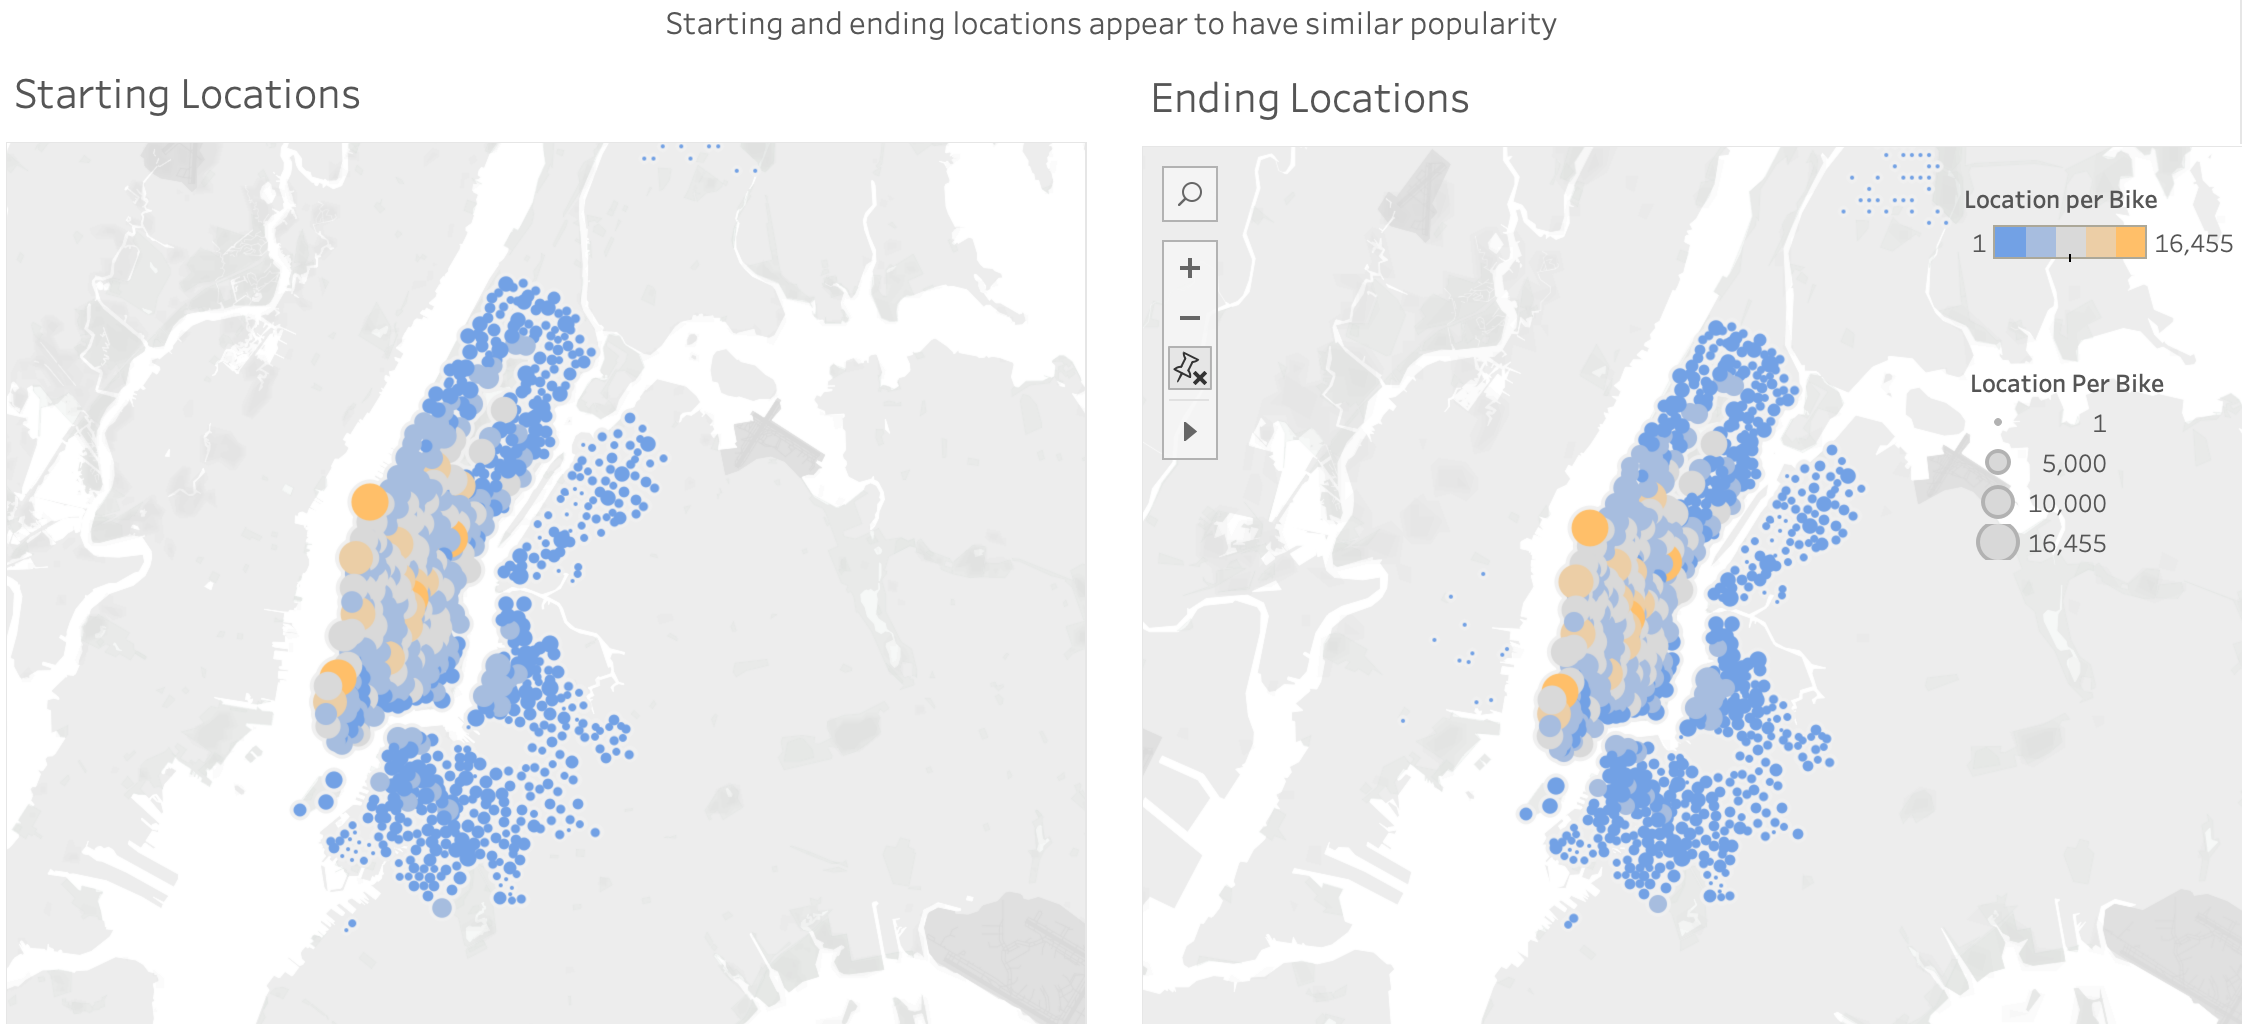 Starting and ending locations appear to have similar popularity
Starting Locations
Ending Locations
Location per Bike
1 16,455
Location Per Bike
1
5,000
10,000
16,455